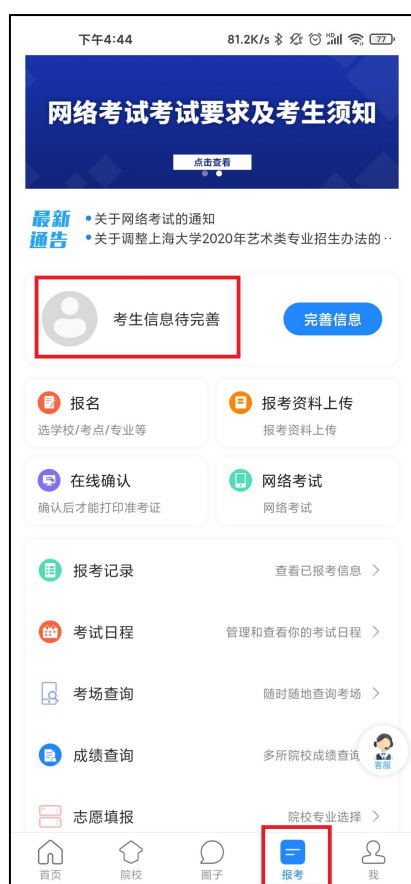 下午4:44 81.2K/s HD 77
网络考试考试要求及考生须知
点击查看
最新通告
关于网络考试的通知
关于调整上海大学2020年艺术类专业招生办法的··
考生信息待完善 完善信息
报名 报考资料上传
选学校/考点/专业等 报考资料上传
在线确认 网络考试
确认后才能打印准考证 网络考试
报考记录 查看已报考信息
考试日程 管理和查看你的考试日程
考场查询 随时随地查询考场
成绩查询 多所院校成绩查询
客服
志愿填报 院校专业选择
首页 院校 圈子 报考 我